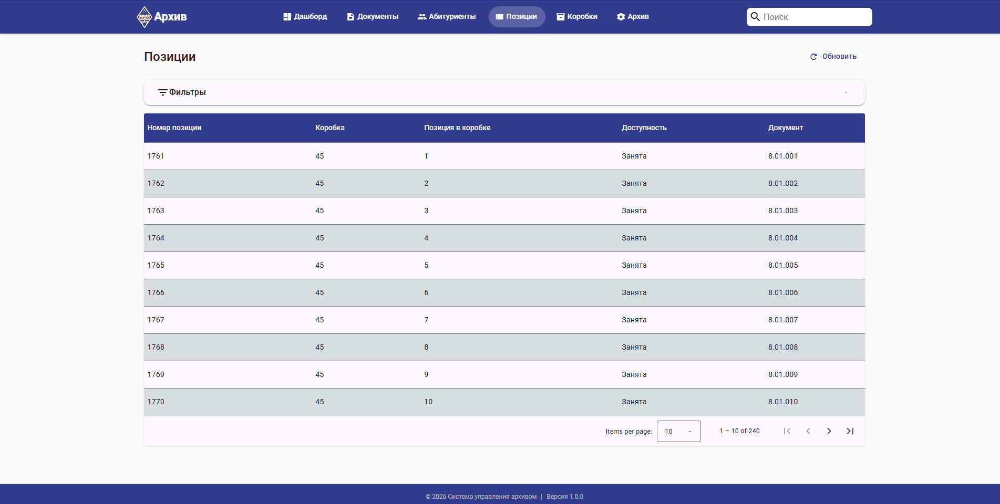 Архив
Дашборд Документы Абитуриенты Позиции Коробки Архив
Поиск
Позиции
Обновить
Фильтры
Номер позиции Коробка Позиция в коробке Доступность Документ
1761 45 1 Занята 8.01.001
1762 45 2 Занята 8.01.002
1763 45 3 Занята 8.01.003
1764 45 4 Занята 8.01.004
1765 45 5 Занята 8.01.005
1766 45 6 Занята 8.01.006
1767 45 7 Занята 8.01.007
1768 45 8 Занята 8.01.008
1769 45 9 Занята 8.01.009
1770 45 10 Занята 8.01.010
Items per page: 10 1 – 10 of 240
© 2026 Система управления архивом | Версия 1.0.0